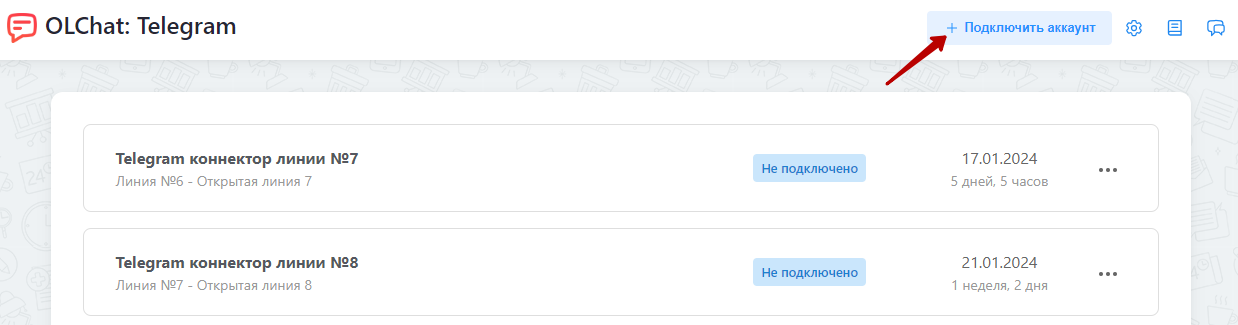 OLChat: Telegram
+ Подключить аккаунт
Telegram коннектор линии №7
Линия №6 - Открытая линия 7
Не подключено
17.01.2024
5 дней, 5 часов
Telegram коннектор линии №8
Линия №7 - Открытая линия 8
Не подключено
21.01.2024
1 неделя, 2 дня